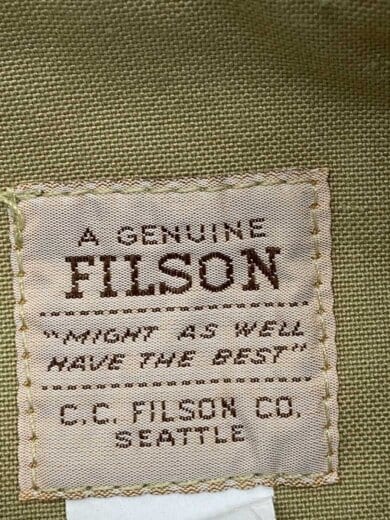 A GENUINE
FILSON
"MIGHT AS WELL
HAVE THE BEST"
C.C. FILSON CO.
SEATTLE